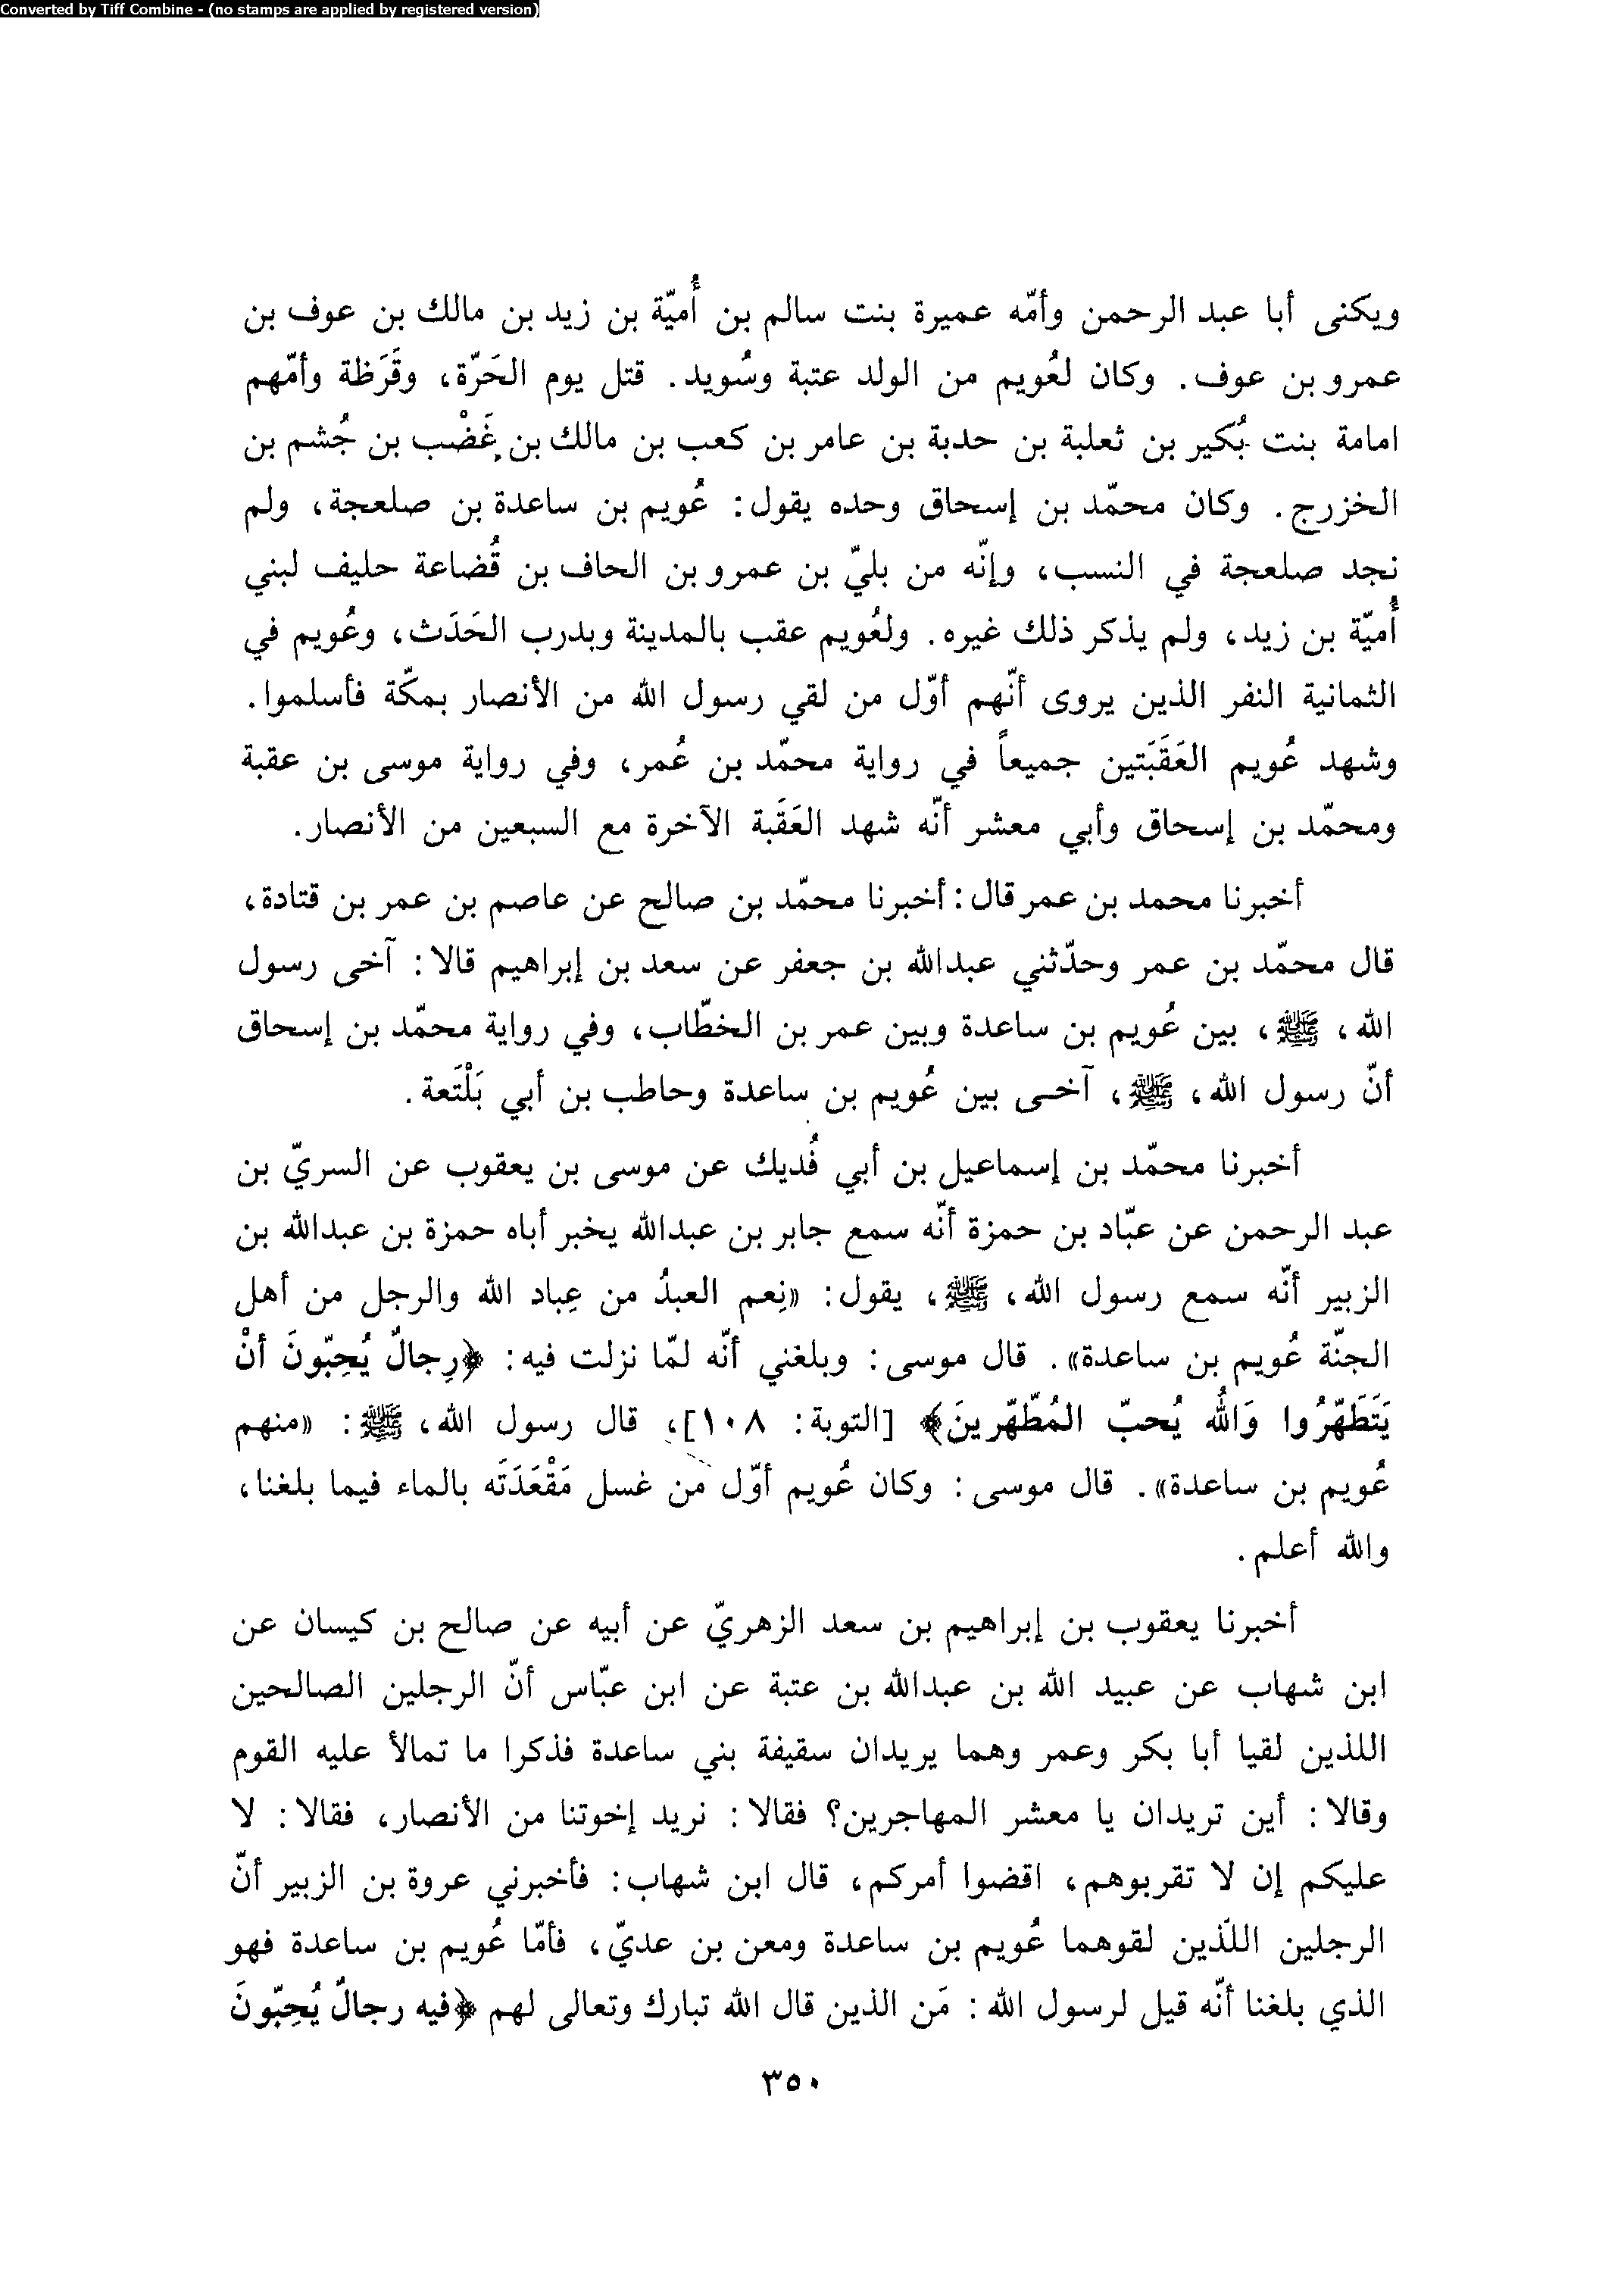 Converted by Tiff Combine - (no stamps are applied by registered version)
ويكنى أبا عبد الرحمن وأمّه عميرة بنت سالم بن أُميّة بن زيد بن مالك بن عوف بن
عمرو بن عوف. وكان لعُويم من الولد عتبة وسُويد. قتل يوم الحَرّة، وقَرَظة وأمّهم
امامة بنت بُكير بن ثعلبة بن حدبة بن عامر بن كعب بن مالك بن غَضْب بن جُشم بن
الخزرج. وكان محمّد بن إسحاق وحده يقول: عُويم بن ساعدة بن صلعجة، ولم
نجد صلعجة في النسب، وإنّه من بليّ بن عمرو بن الحاف بن قُضاعة حليف لبني
أُميّة بن زيد، ولم يذكر ذلك غيره. ولعُويم عقب بالمدينة وبدرب الحَدَث، وعُويم في
الثمانية النفر الذين يروى أنّهم أوّل من لقي رسول الله من الأنصار بمكّة فأسلموا.
وشهد عُويم العَقَبَتين جميعاً في رواية محمّد بن عُمر، وفي رواية موسى بن عقبة
ومحمّد بن إسحاق وأبي معشر أنّه شهد العَقَبة الآخرة مع السبعين من الأنصار.
أخبرنا محمد بن عمر قال: أخبرنا محمّد بن صالح عن عاصم بن عمر بن قتادة،
قال محمّد بن عمر وحدّثني عبدالله بن جعفر عن سعد بن إبراهيم قالا: آخى رسول
الله، ﷺ، بين عُويم بن ساعدة وبين عمر بن الخطّاب، وفي رواية محمّد بن إسحاق
أنّ رسول الله، ﷺ، آخى بين عُويم بن ساعدة وحاطب بن أبي بَلْتَعة.
أخبرنا محمّد بن إسماعيل بن أبي فُديك عن موسى بن يعقوب عن السريّ بن
عبد الرحمن عن عبّاد بن حمزة أنّه سمع جابر بن عبدالله يخبر أباه حمزة بن عبدالله بن
الزبير أنّه سمع رسول الله، ﷺ، يقول: «نِعم العبدُ من عِباد الله والرجل من أهل
الجنّة عُويم بن ساعدة». قال موسى: وبلغني أنّه لمّا نزلت فيه: ﴿رِجالٌ يُحِبّونَ أنْ
يَتَطَهّرُوا وَاللهُ يُحبّ المُطّهّرينَ﴾ [التوبة: ١٠٨]، قال رسول الله، ﷺ: «منهم
عُويم بن ساعدة». قال موسى: وكان عُويم أوّل من غسل مَقْعَدَتَه بالماء فيما بلغنا،
والله أعلم.
أخبرنا يعقوب بن إبراهيم بن سعد الزهريّ عن أبيه عن صالح بن كيسان عن
ابن شهاب عن عبيد الله بن عبدالله بن عتبة عن ابن عبّاس أنّ الرجلين الصالحين
اللذين لقيا أبا بكر وعمر وهما يريدان سقيفة بني ساعدة فذكرا ما تمالأ عليه القوم
وقالا: أين تريدان يا معشر المهاجرين؟ فقالا: نريد إخوتنا من الأنصار، فقالا: لا
عليكم إن لا تقربوهم، اقضوا أمركم، قال ابن شهاب: فأخبرني عروة بن الزبير أنّ
الرجلين اللّذين لقوهما عُويم بن ساعدة ومعن بن عديّ، فأمّا عُويم بن ساعدة فهو
الذي بلغنا أنّه قيل لرسول الله: مَن الذين قال الله تبارك وتعالى لهم ﴿فيه رجالٌ يُحِبّونَ
٣٥٠